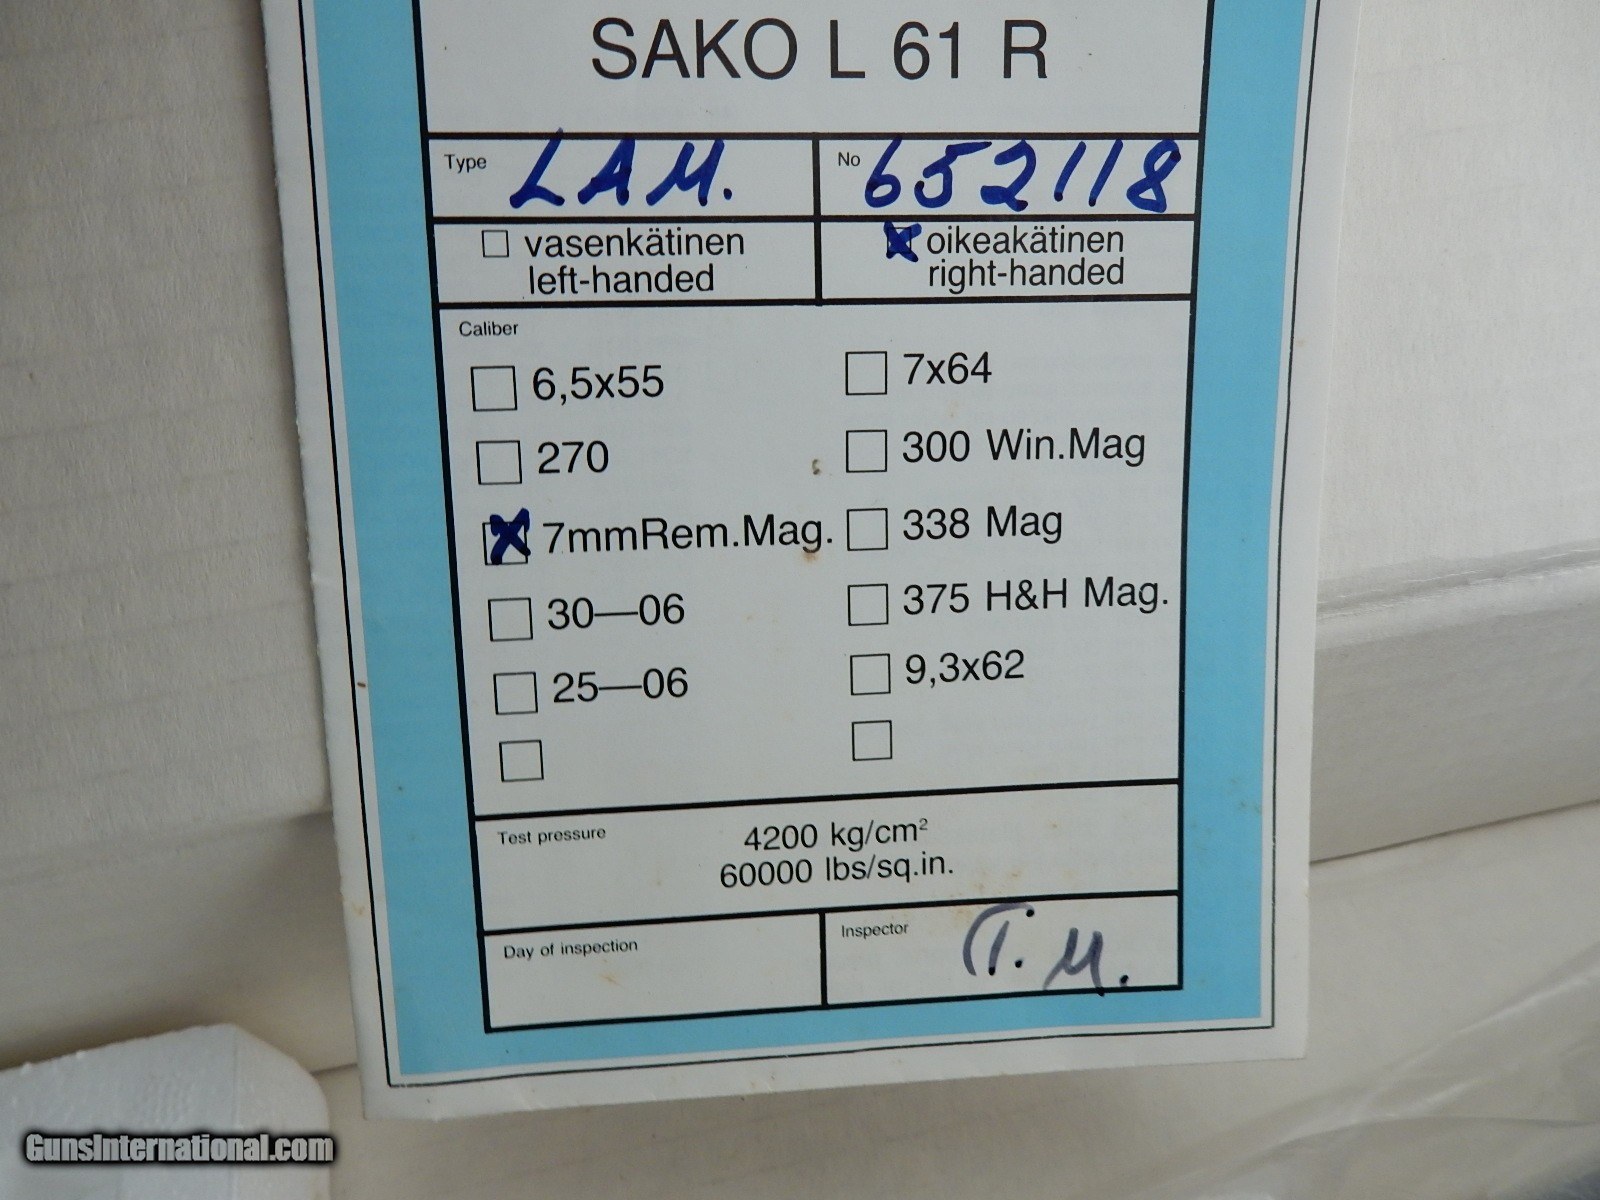 SAKO L 61 R
Type LAM.
No 652118
vasenkätinen
left-handed
oikeakätinen
right-handed
Caliber
6,5x55
7x64
270
300 Win.Mag
7mmRem.Mag.
338 Mag
30—06
375 H&H Mag.
25—06
9,3x62
Test pressure
4200 kg/cm²
60000 lbs/sq.in.
Day of inspection
Inspector T. M.
GunsInternational.com